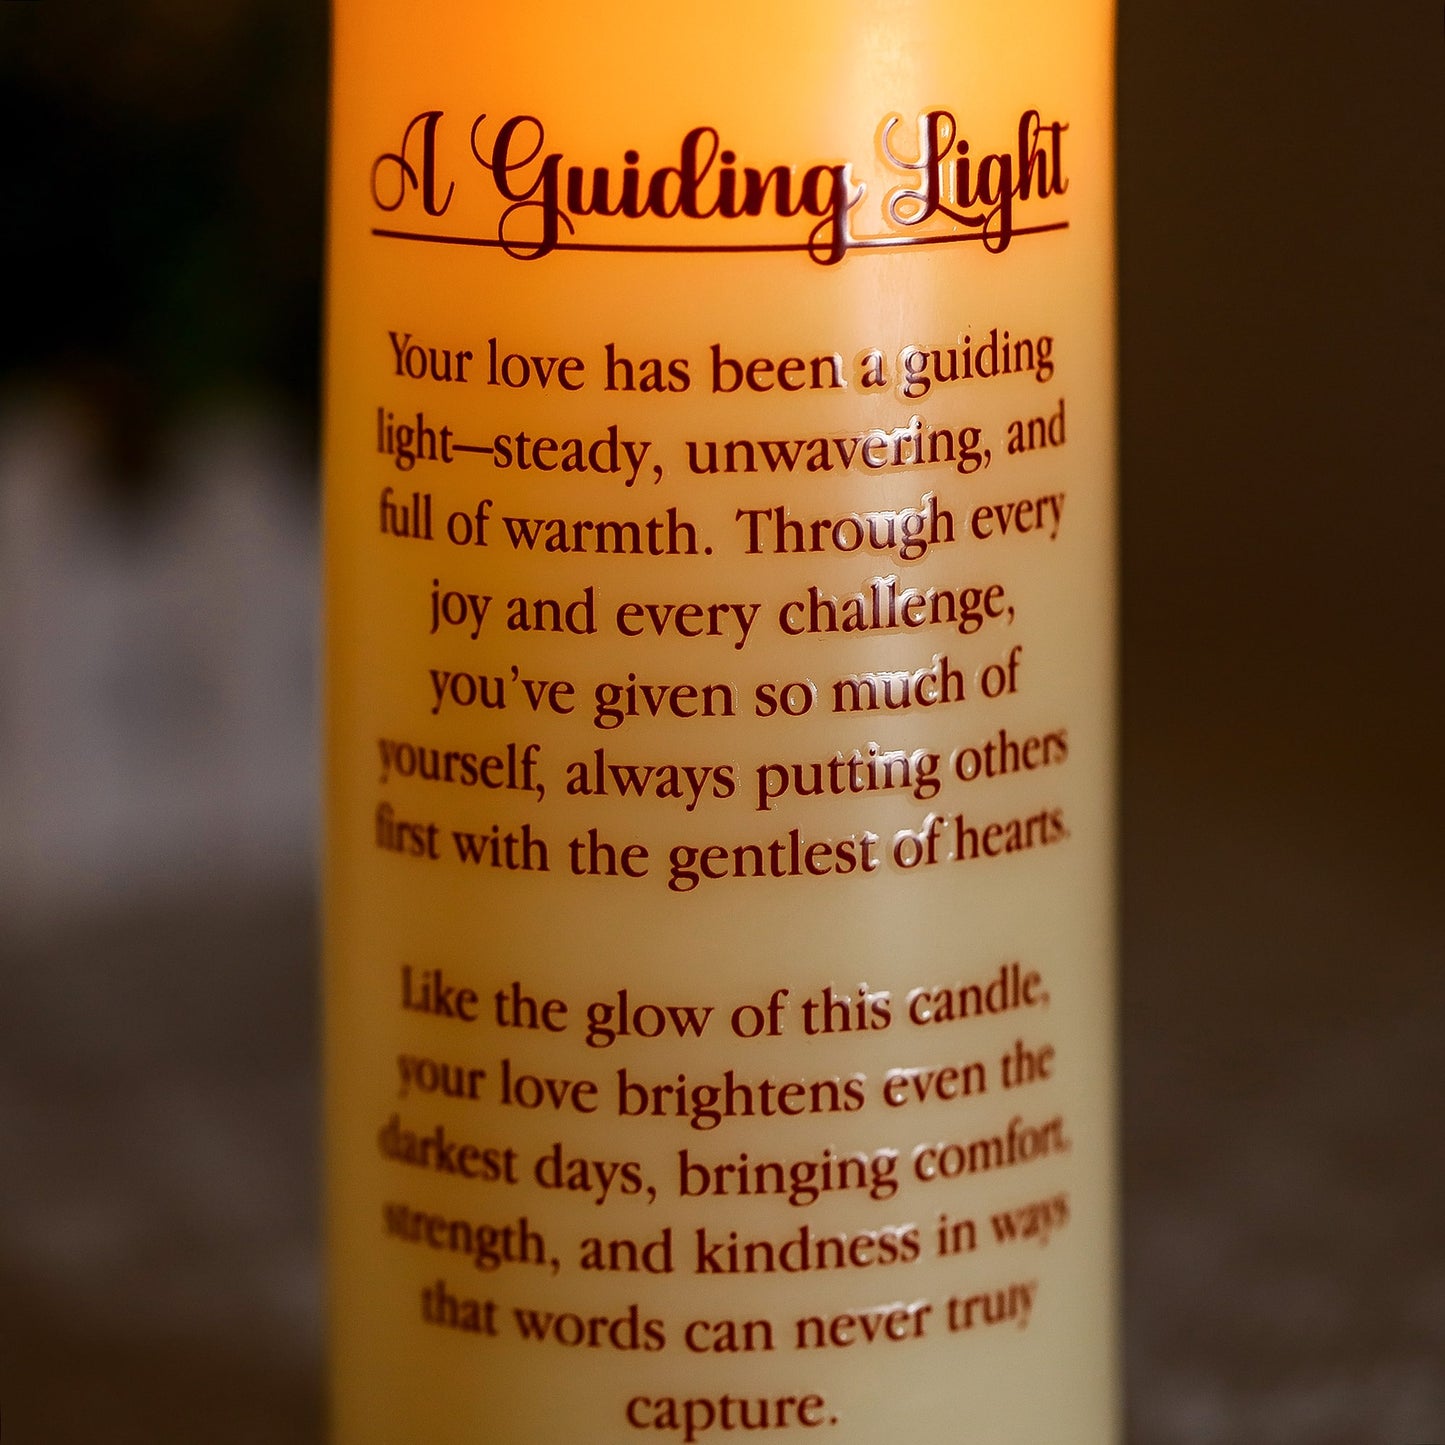 A Guiding Light
Your love has been a guiding
light—steady, unwavering, and
full of warmth. Through every
joy and every challenge,
you’ve given so much of
yourself, always putting others
first with the gentlest of hearts.
Like the glow of this candle,
your love brightens even the
darkest days, bringing comfort,
strength, and kindness in ways
that words can never truly
capture.